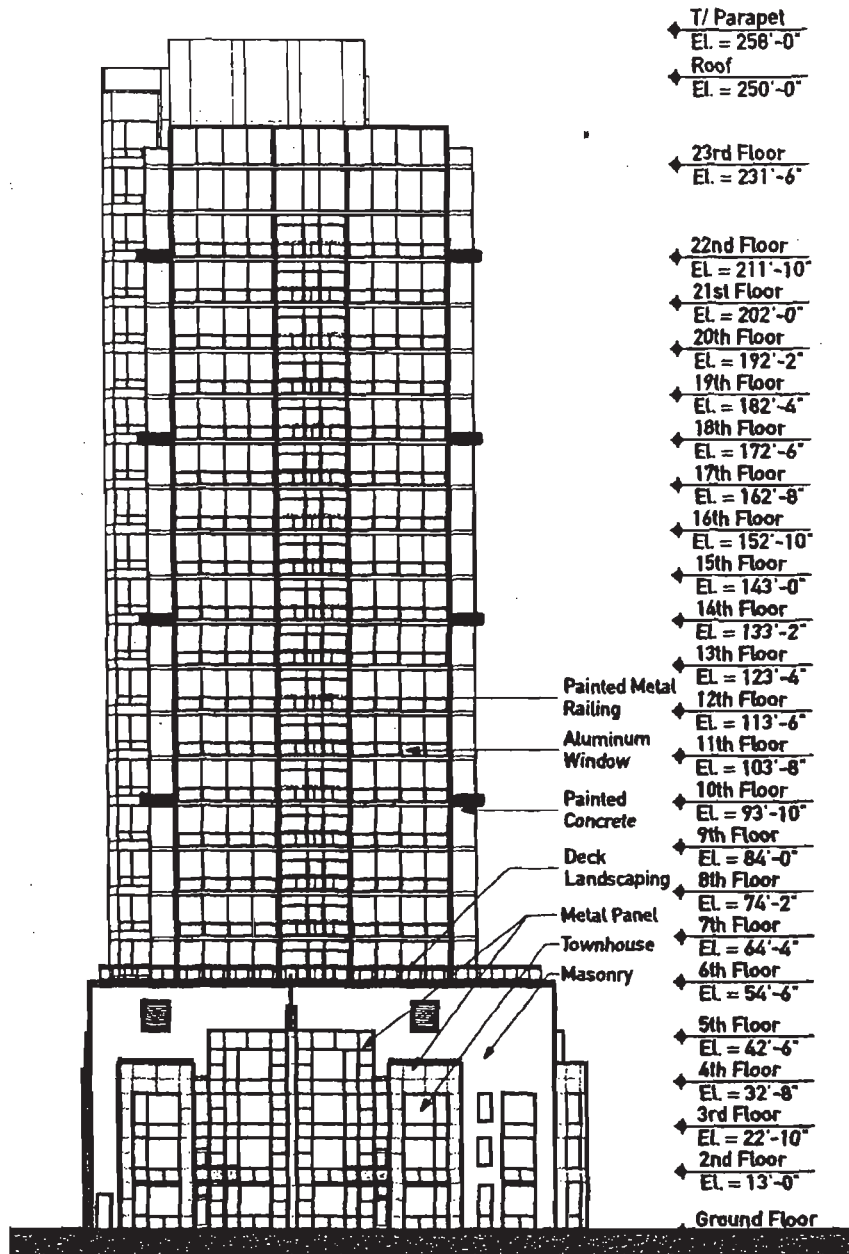 T/ Parapet
El. = 258'-0"
Roof
El. = 250'-0"
23rd Floor
El. = 231'-6"
22nd Floor
El. = 211'-10"
21st Floor
El. = 202'-0"
20th Floor
El. = 192'-2"
19th Floor
El. = 182'-4"
18th Floor
El. = 172'-6"
17th Floor
El. = 162'-8"
16th Floor
El. = 152'-10"
15th Floor
El. = 143'-0"
14th Floor
El. = 133'-2"
13th Floor
El. = 123'-4"
12th Floor
El. = 113'-6"
11th Floor
El. = 103'-8"
10th Floor
El. = 93'-10"
9th Floor
El. = 84'-0"
8th Floor
El. = 74'-2"
7th Floor
El. = 64'-4"
6th Floor
El. = 54'-6"
5th Floor
El. = 42'-6"
4th Floor
El. = 32'-8"
3rd Floor
El. = 22'-10"
2nd Floor
El. = 13'-0"
Ground Floor
Painted Metal
Railing
Aluminum
Window
Painted
Concrete
Deck
Landscaping
Metal Panel
Townhouse
Masonry